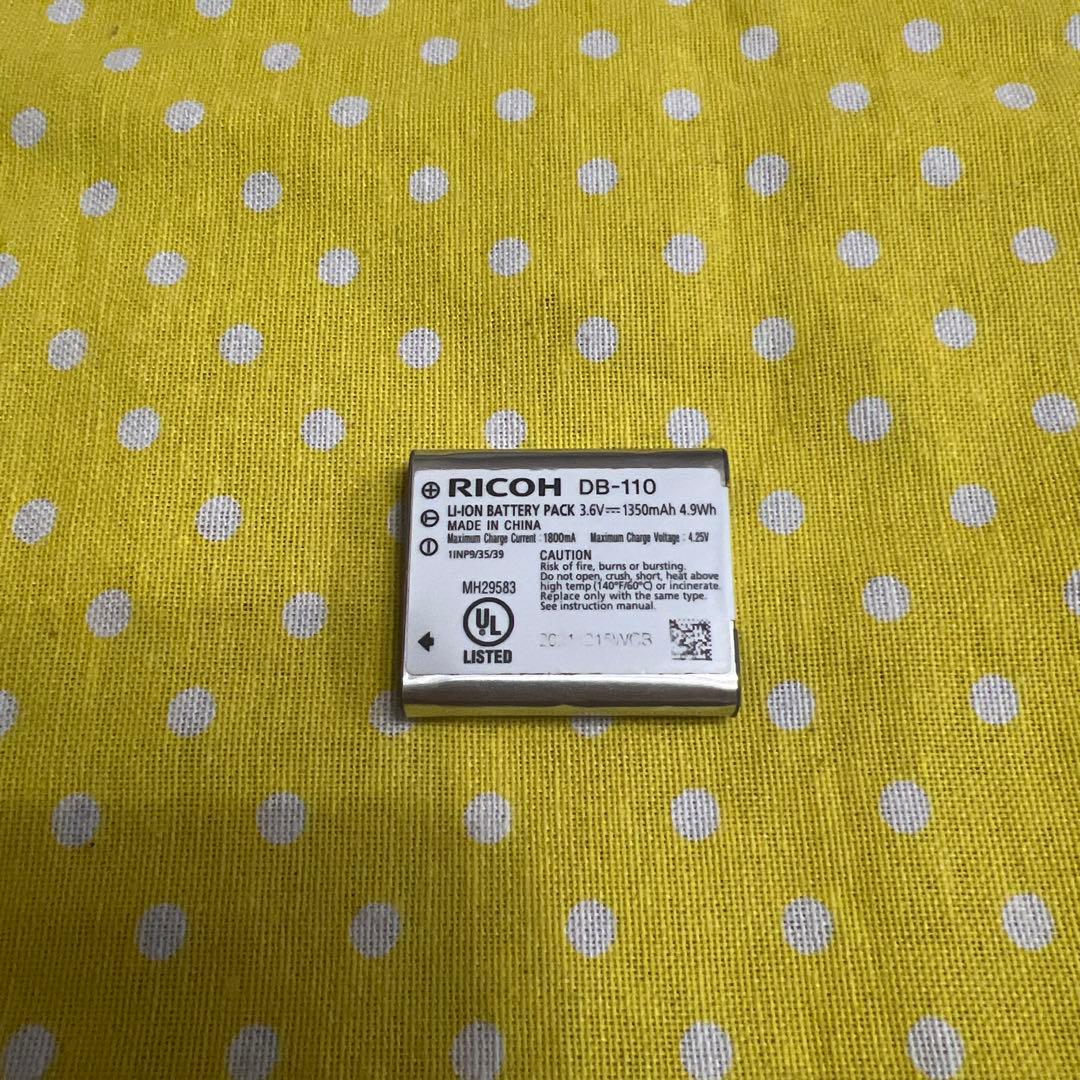 RICOH DB-110
LI-ION BATTERY PACK 3.6V⎓1350mAh 4.9Wh
MADE IN CHINA
Maximum Charge Current : 1800mA Maximum Charge Voltage : 4.25V
1INP9/35/39
CAUTION
Risk of fire, burns or bursting.
Do not open, crush, short, heat above
high temp (140°F/60°C) or incinerate.
Replace only with the same type.
See instruction manual.
MH29583
UL
LISTED